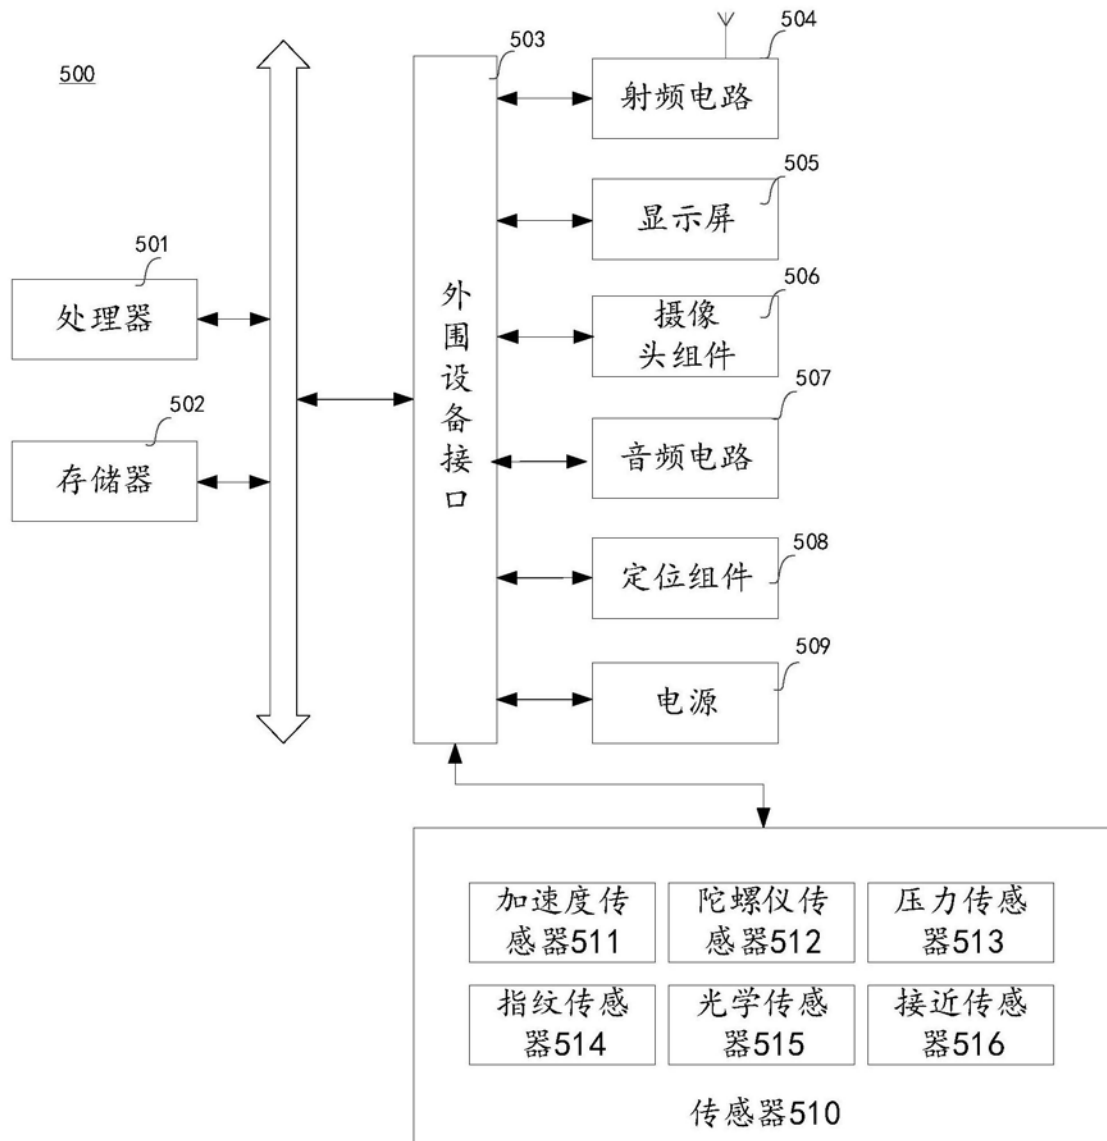 500
503
504
射频电路
505
显示屏
501
处理器
506
摄像
头组件
外
围
设
备
接
口
502
存储器
507
音频电路
508
定位组件
509
电源
加速度传
感器511
陀螺仪传
感器512
压力传感
器513
指纹传感
器514
光学传感
器515
接近传感
器516
传感器510